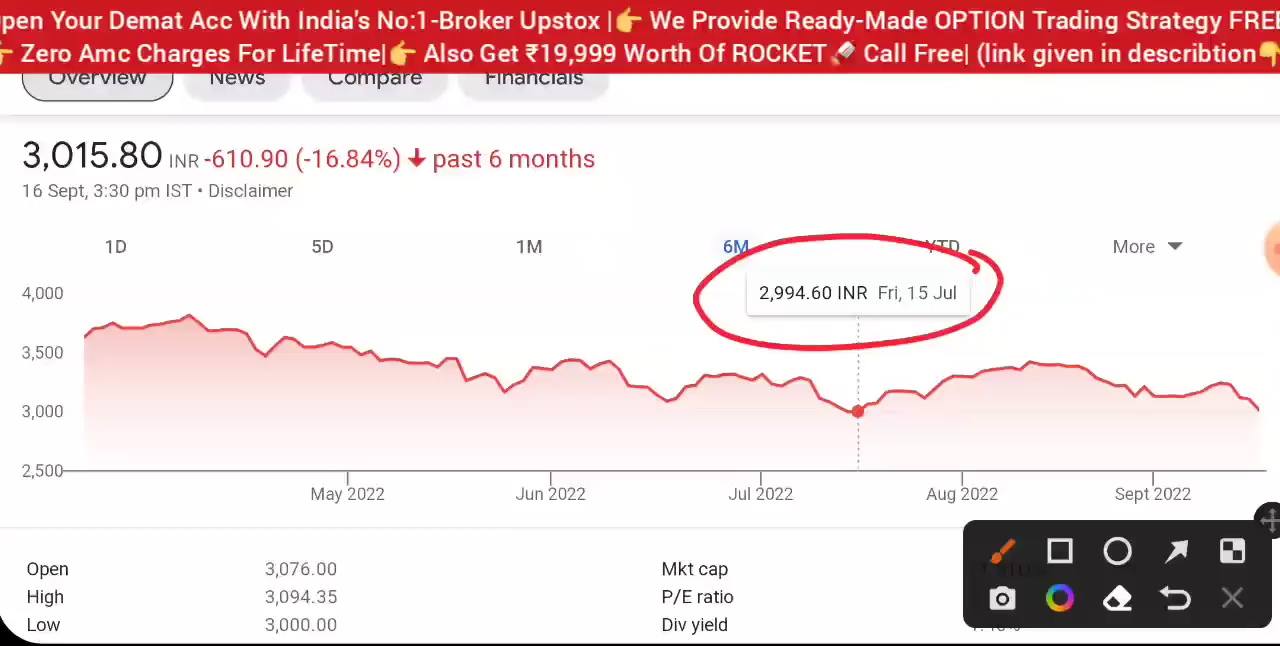 pen Your Demat Acc With India's No:1-Broker Upstox |👉 We Provide Ready-Made OPTION Trading Strategy FREE
👉 Zero Amc Charges For LifeTime|👉 Also Get ₹19,999 Worth Of ROCKET🚀 Call Free| (link given in describtion👇
Overview News Compare Financials
3,015.80 INR -610.90 (-16.84%) ↓ past 6 months
16 Sept, 3:30 pm IST • Disclaimer
1D 5D 1M 6M YTD More
2,994.60 INR Fri, 15 Jul
4,000
3,500
3,000
2,500
May 2022 Jun 2022 Jul 2022 Aug 2022 Sept 2022
Open 3,076.00 Mkt cap
High 3,094.35 P/E ratio
Low 3,000.00 Div yield